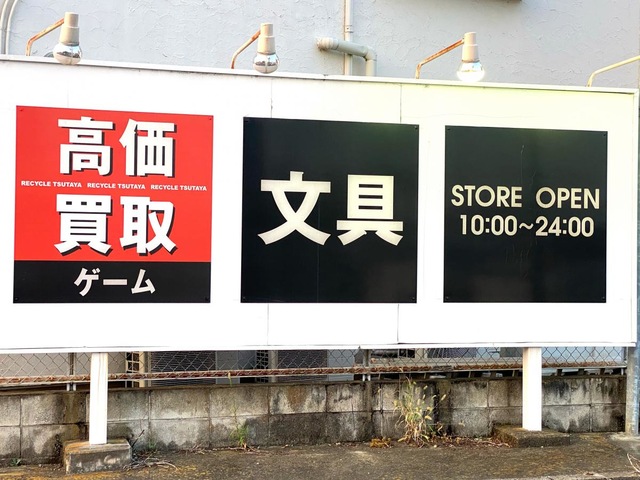 高価
RECYCLE TSUTAYA RECYCLE TSUTAYA RECYCLE TSUTAYA
買取
ゲーム
文具
STORE OPEN
10:00~24:00